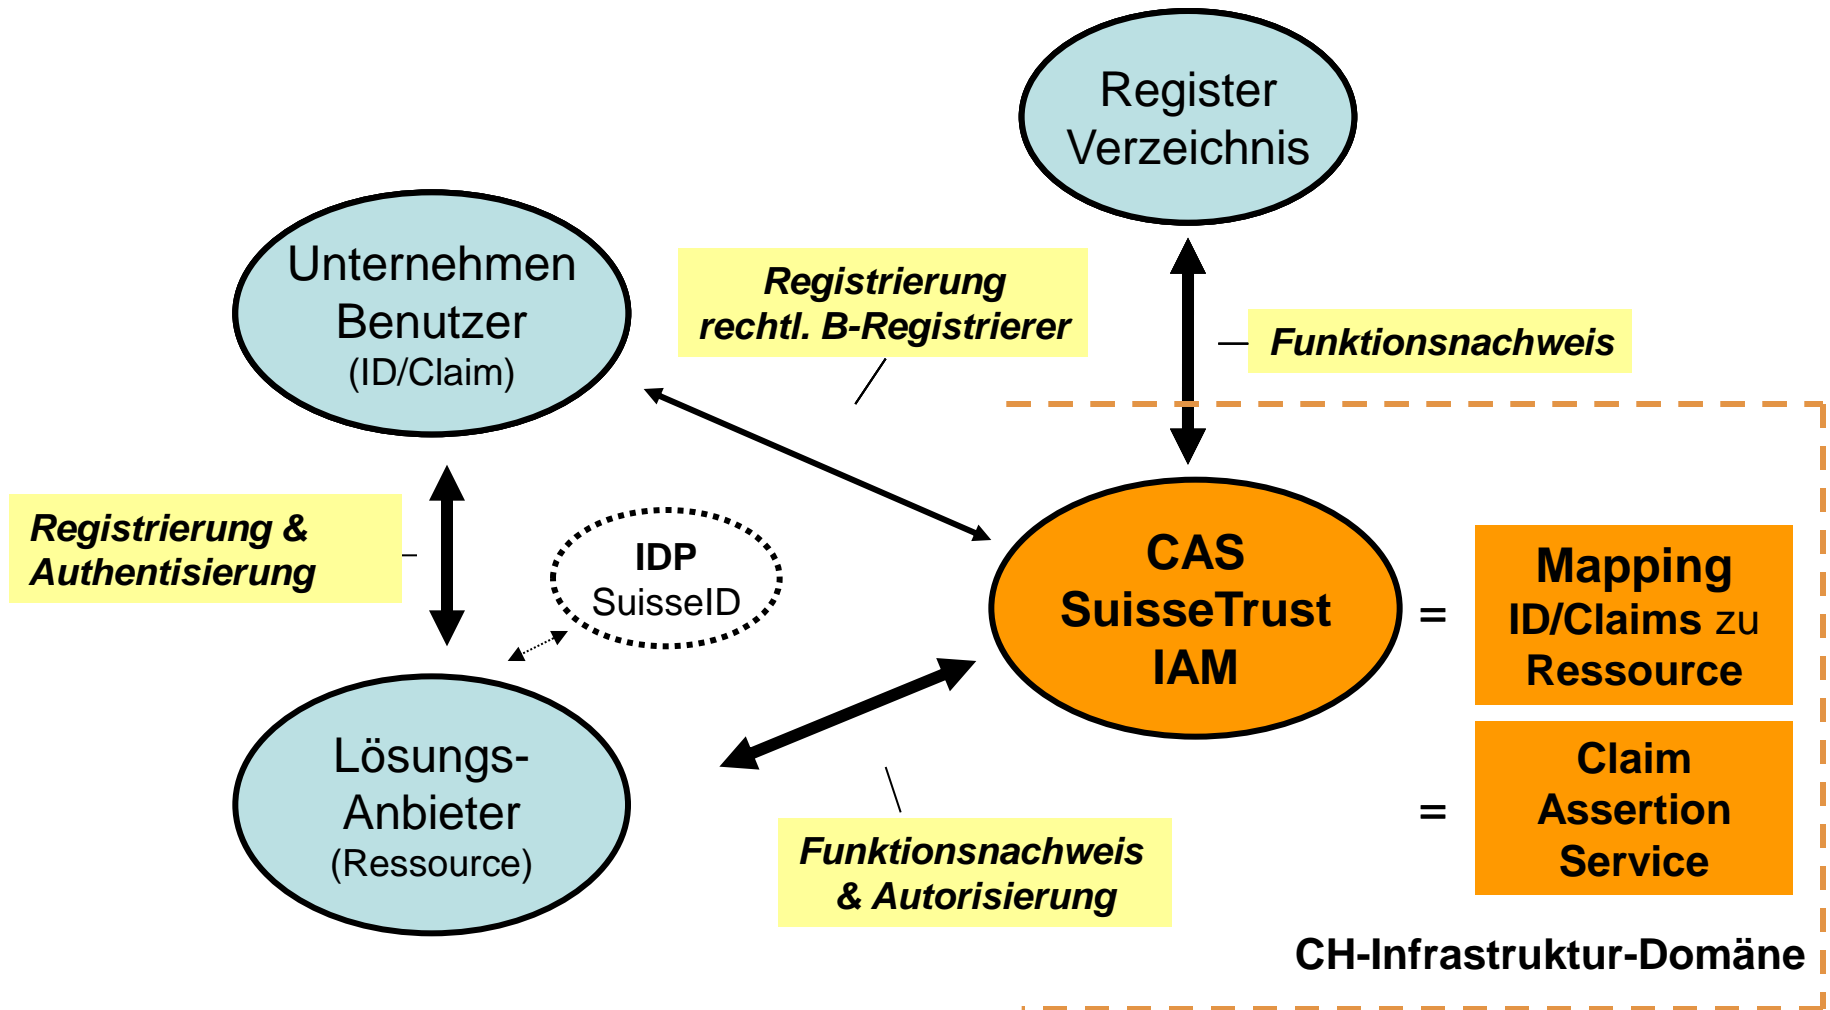 Register
Verzeichnis
Unternehmen
Benutzer
(ID/Claim)
Registrierung
rechtl. B-Registrierer
Funktionsnachweis
Registrierung &
Authentisierung
IDP
SuisseID
CAS
SuisseTrust
IAM
=
Mapping
ID/Claims zu
Ressource
Lösungs-
Anbieter
(Ressource)
Funktionsnachweis
& Autorisierung
=
Claim
Assertion
Service
CH-Infrastruktur-Domäne